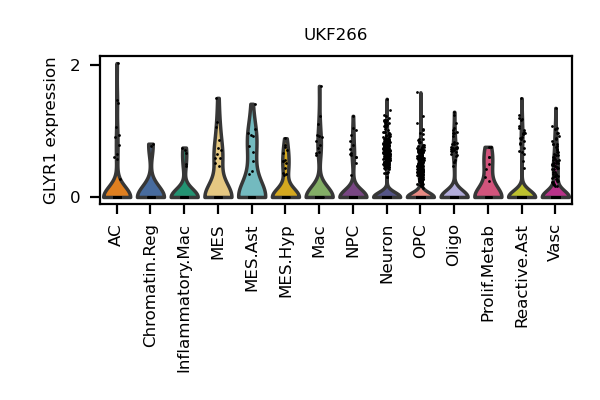 UKF266
GLYR1 expression
2
0
AC
Chromatin.Reg
Inflammatory.Mac
MES
MES.Ast
MES.Hyp
Mac
NPC
Neuron
OPC
Oligo
Prolif.Metab
Reactive.Ast
Vasc